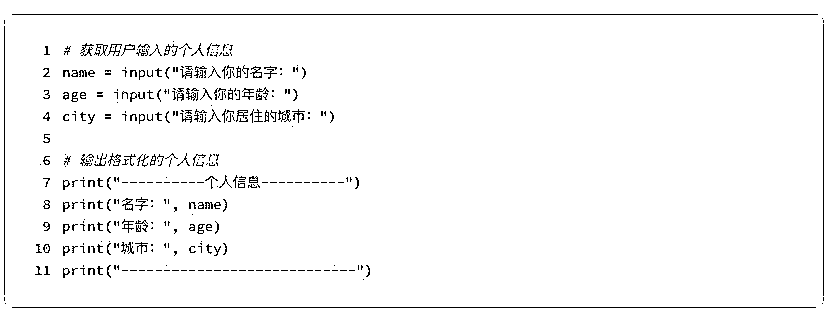 1 # 获取用户输入的个人信息
2 name = input("请输入你的名字：")
3 age = input("请输入你的年龄：")
4 city = input("请输入你居住的城市：")
5
6 # 输出格式化的个人信息
7 print("----------个人信息----------")
8 print("名字：", name)
9 print("年龄：", age)
10 print("城市：", city)
11 print("----------------------------")